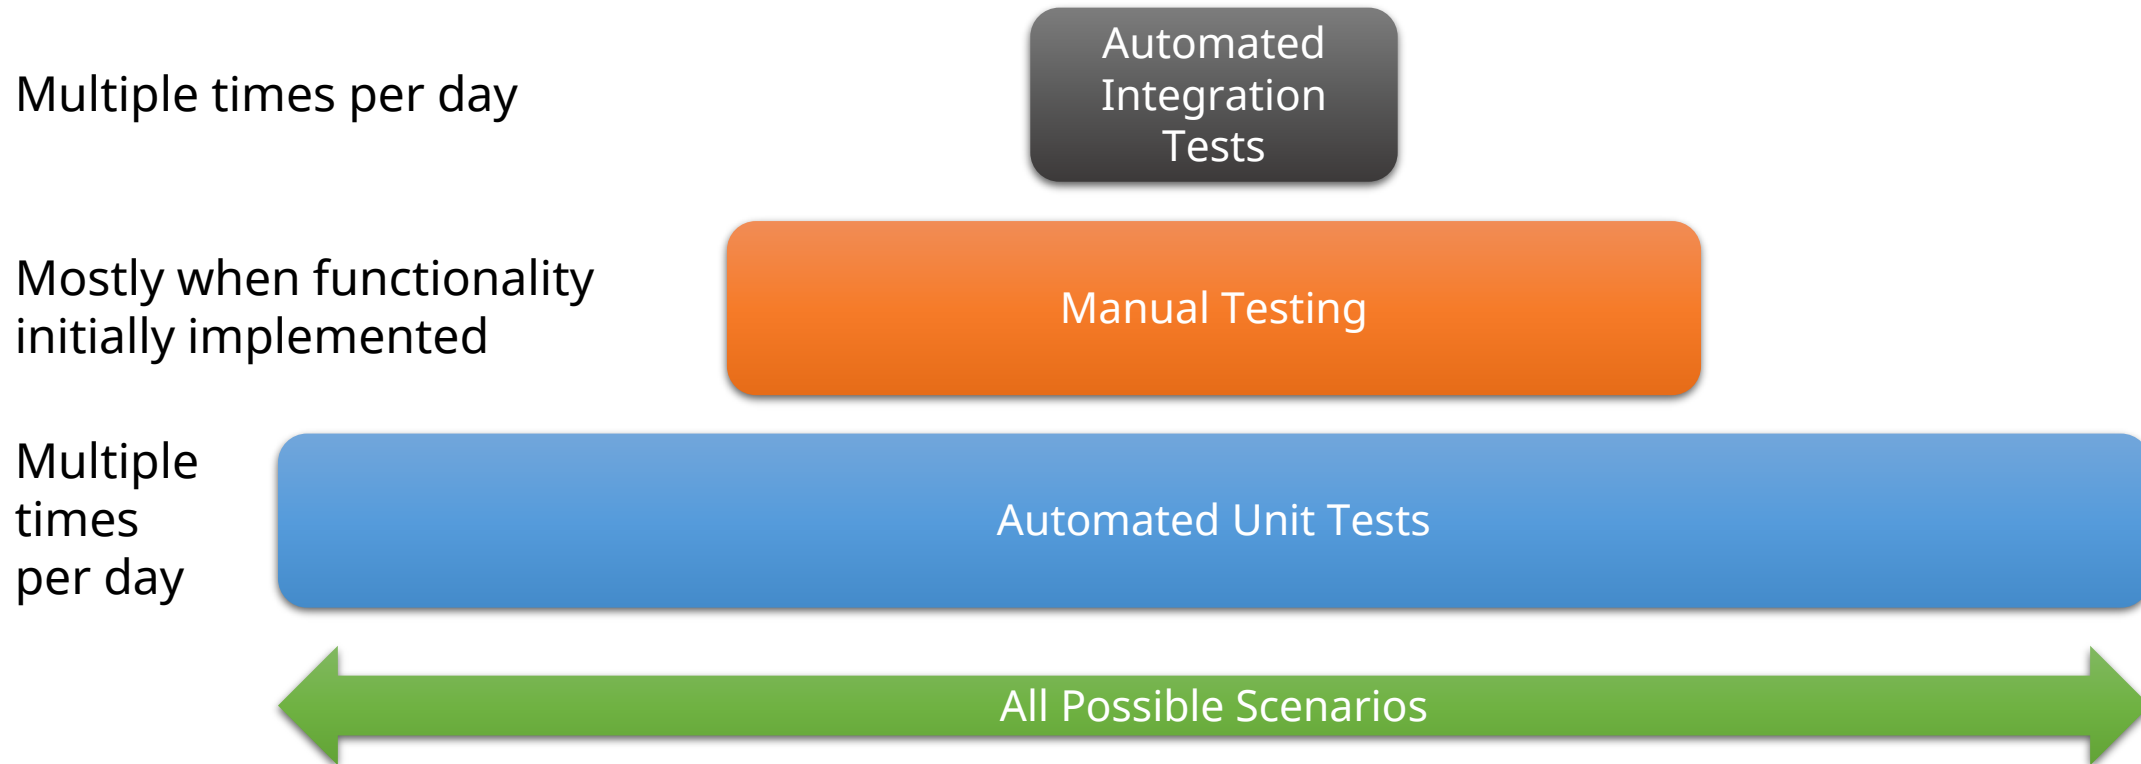 Multiple times per day
Automated
Integration
Tests
Mostly when functionality
initially implemented
Manual Testing
Multiple
times
per day
Automated Unit Tests
All Possible Scenarios